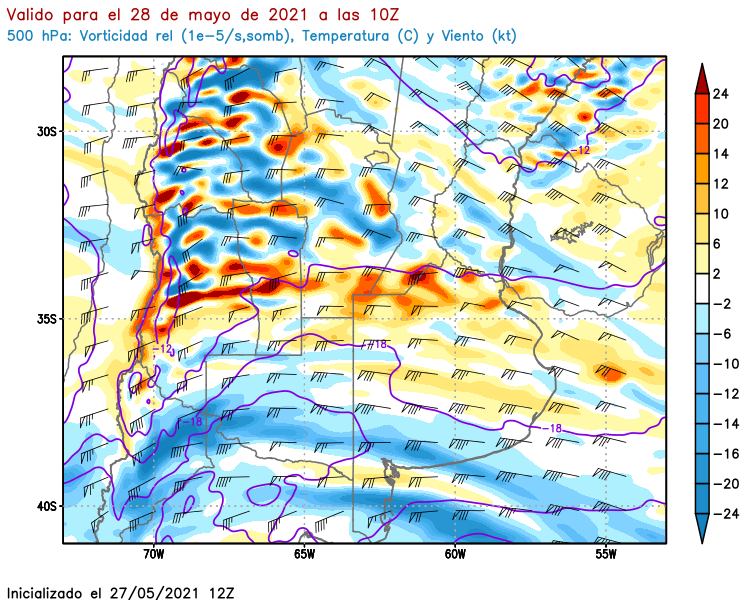 Valido para el 28 de mayo de 2021 a las 10Z
500 hPa: Vorticidad rel (1e-5/s,somb), Temperatura (C) y Viento (kt)
24
20
14
12
10
6
2
-2
-6
-10
-12
-14
-16
-20
-24
30S
35S
40S
70W
65W
60W
55W
-12
-12
-18
-18
-18
Inicializado el 27/05/2021 12Z